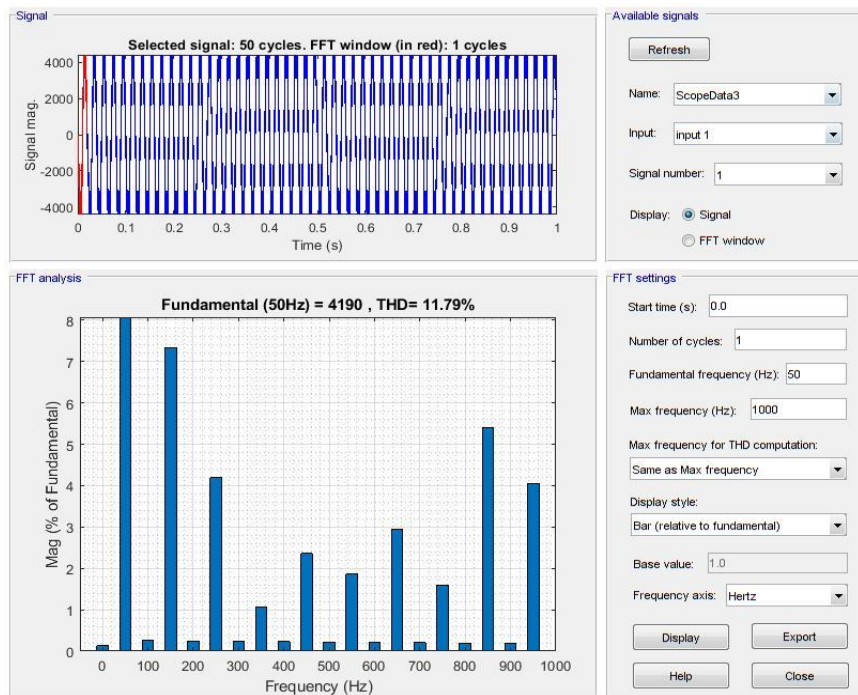 Signal
Selected signal: 50 cycles. FFT window (in red): 1 cycles
4000
2000
0
-2000
-4000
Signal mag.
0 0.1 0.2 0.3 0.4 0.5 0.6 0.7 0.8 0.9 1
Time (s)
Available signals
Refresh
Name: ScopeData3
Input: input 1
Signal number: 1
Display: Signal
FFT window
FFT analysis
Fundamental (50Hz) = 4190 , THD= 11.79%
8
7
6
5
4
3
2
1
0
Mag (% of Fundamental)
0 100 200 300 400 500 600 700 800 900 1000
Frequency (Hz)
FFT settings
Start time (s): 0.0
Number of cycles: 1
Fundamental frequency (Hz): 50
Max frequency (Hz): 1000
Max frequency for THD computation:
Same as Max frequency
Display style:
Bar (relative to fundamental)
Base value: 1.0
Frequency axis: Hertz
Display Export
Help Close